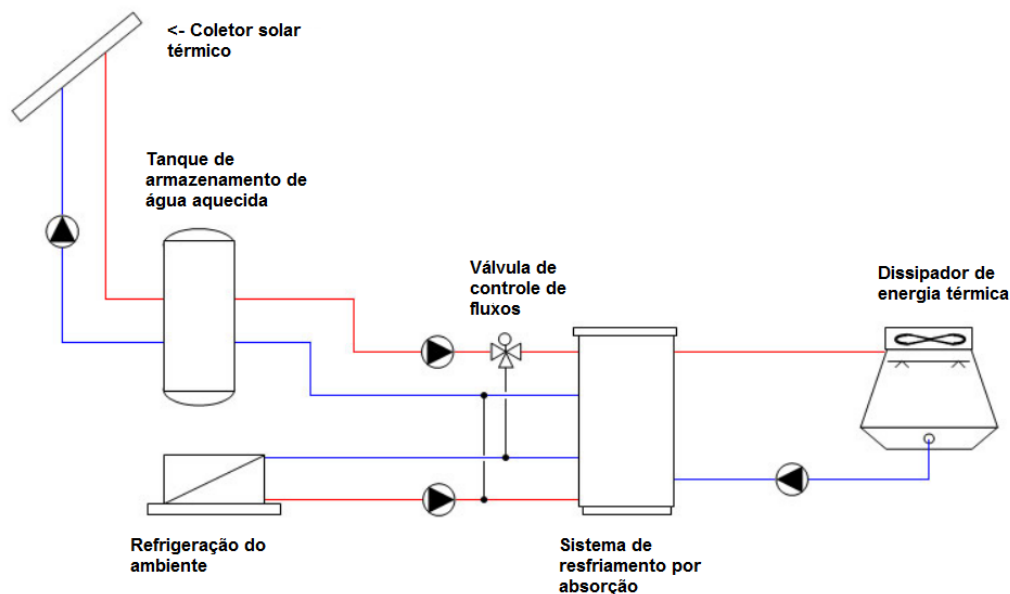 <- Coletor solar
térmico
Tanque de
armazenamento de
água aquecida
Válvula de
controle de
fluxos
Dissipador de
energia térmica
Refrigeração do
ambiente
Sistema de
resfriamento por
absorção